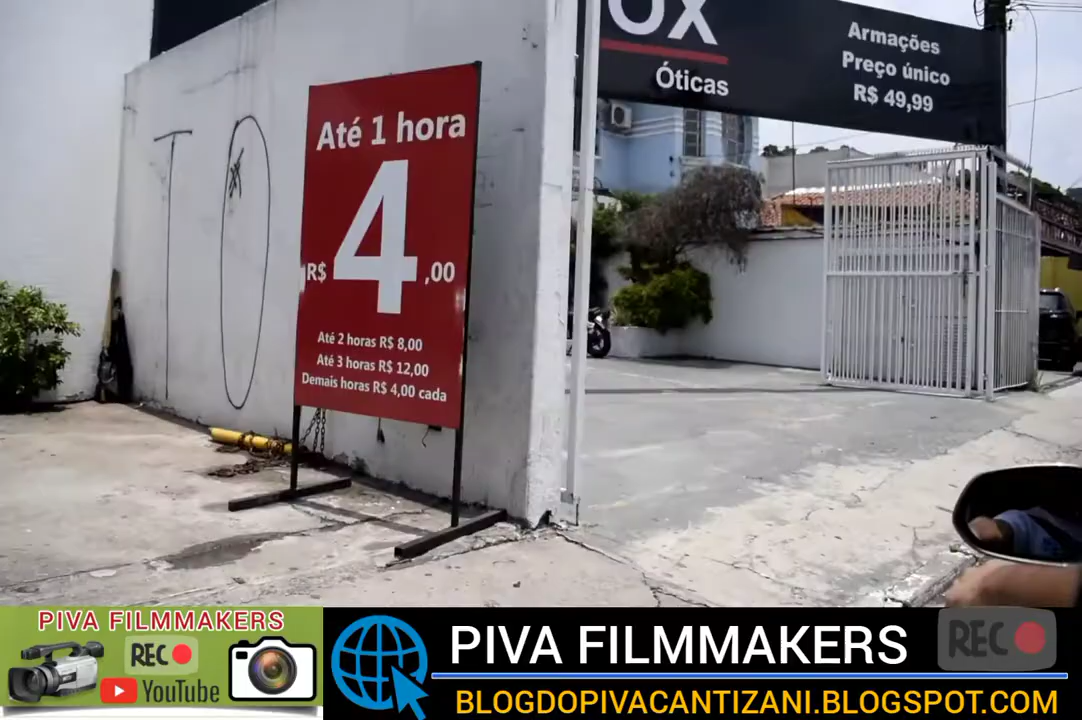 OX
Óticas
Armações
Preço único
R$ 49,99
Até 1 hora
R$ 4,00
Até 2 horas R$ 8,00
Até 3 horas R$ 12,00
Demais horas R$ 4,00 cada
TO
PIVA FILMMAKERS
REC
YouTube
PIVA FILMMAKERS
REC
BLOGDOPIVACANTIZANI.BLOGSPOT.COM